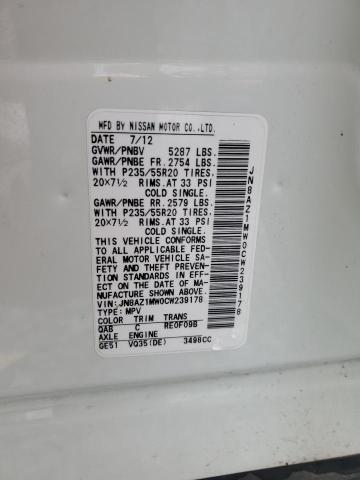 MFD BY NISSAN MOTOR CO.,LTD.
DATE 7/12
GVWR/PNBV 5287 LBS.
GAWR/PNBE FR. 2754 LBS.
WITH P235/55R20 TIRES,
20X7½ RIMS.AT 33 PSI
COLD SINGLE.
GAWR/PNBE RR. 2579 LBS.
WITH P235/55R20 TIRES,
20X7½ RIMS.AT 33 PSI
COLD SINGLE.
THIS VEHICLE CONFORMS
TO ALL APPLICABLE FED-
ERAL MOTOR VEHICLE SA-
FETY AND THEFT PREVEN-
TION STANDARDS IN EFF-
ECT ON THE DATE OF MA-
NUFACTURE SHOWN ABOVE.
VIN:JN8AZ1MW0CW239178
TYPE:MPV
COLOR TRIM TRANS
QAB C RE0F09B
AXLE ENGINE
GE51 VQ35(DE) 3498CC
JN8AZ1MW0CW239178